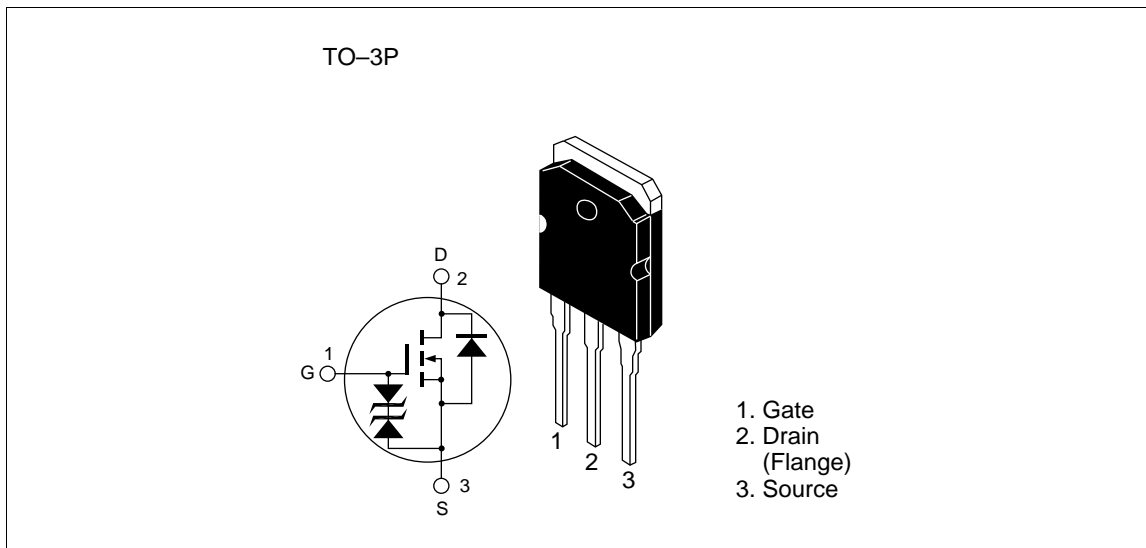 TO–3P
D
2
1
G
3
S
1
2
3
1. Gate
2. Drain
(Flange)
3. Source